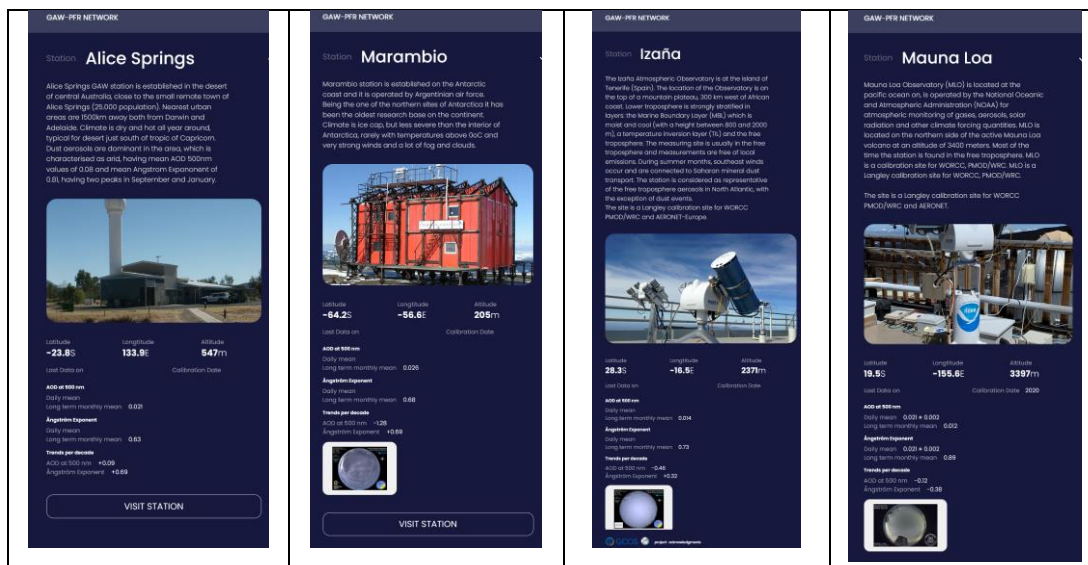 GAW-PFR NETWORK
Station Alice Springs
Alice Springs GAW station is established in the desert
of central Australia, close to the small remote town of
Alice Springs (25.000 population). Nearest urban
areas are 1500km away both from Darwin and
Adelaide. Climate is dry and hot all year around,
typical for desert just south of tropic of Capricorn.
Dust aerosols are dominant in the area, which is
characterised as arid, having mean AOD 500nm
values of 0.08 and mean Angstrom Expanonent of
0.81, having two peaks in September and January.
Latitude Longtitude Altitude
-23.8S 133.9E 547m
Last Data on Calibration Date
AOD at 500 nm
Daily mean
Long term monthly mean 0.021
Ångström Exponent
Daily mean
Long term monthly mean 0.63
Trends per decade
AOD at 500 nm +0.09
Ångström Exponent +0.69
VISIT STATION
GAW-PFR NETWORK
Station Marambio
Marambio station is established on the Antarctic
coast and it is operated by Argentinian air force.
Being the one of the northern sites of Antarctica it has
been the oldest research base on the continent.
Climate is ice cap, but less severe than the interior of
Antarctica, rarely with temperatures above 0oC and
very strong winds and a lot of fog and clouds.
Latitude Longtitude Altitude
-64.2S -56.6E 205m
Last Data on Calibration Date
AOD at 500 nm
Daily mean
Long term monthly mean 0.026
Ångström Exponent
Daily mean
Long term monthly mean 0.68
Trends per decade
AOD at 500 nm -1.28
Ångström Exponent +0.69
VISIT STATION
GAW-PFR NETWORK
Station Izaña
The Izaña Atmospheric Observatory is at the island of
Tenerife (Spain). The location of the Observatory is on
the top of a mountain plateau, 300 km west of African
coast. Lower troposphere is strongly stratified in
layers: the Marine Boundary Layer (MBL) which is
moist and cool (with a height between 800 and 2000
m), a temperature inversion layer (TIL) and the free
troposphere. The measuring site is usually in the free
troposphere and measurements are free of local
emissions. During summer months, southeast winds
occur and are connected to Saharan mineral dust
transport. The station is considered as representative
of the free troposphere aerosols in North Atlantic, with
the exception of dust events.
The site is a Langley calibration site for WORCC
PMOD/WRC and AERONET-Europe.
Latitude Longtitude Altitude
28.3S -16.5E 2371m
Last Data on Calibration Date
AOD at 500 nm
Daily mean
Long term monthly mean 0.014
Ångström Exponent
Daily mean
Long term monthly mean 0.73
Trends per decade
AOD at 500 nm -0.46
Ångström Exponent +0.32
GCOS project acknowledgments
GAW-PFR NETWORK
Station Mauna Loa
Mauna Loa Observatory (MLO) is located at the
pacific ocean on, is operated by the National Oceanic
and Atmospheric Administration (NOAA) for
atmospheric monitoring of gases, aerosols, solar
radiation and other climate forcing quantities. MLO is
located on the northern side of the active Mauna Loa
volcano at an altitude of 3400 meters. Most of the
time the station is found in the free troposphere. MLO
is a calibration site for WORCC, PMOD/WRC. MLO is a
Langley calibration site for WORCC, PMOD/WRC.
The site is a Langley calibration site for WORCC
PMOD/WRC and AERONET.
Latitude Longtitude Altitude
19.5S -155.6E 3397m
Last Data on Calibration Date 2020
AOD at 500 nm
Daily mean 0.021 ± 0.002
Long term monthly mean 0.012
Ångström Exponent
Daily mean 0.021 ± 0.002
Long term monthly mean 0.89
Trends per decade
AOD at 500 nm -0.12
Ångström Exponent -0.38